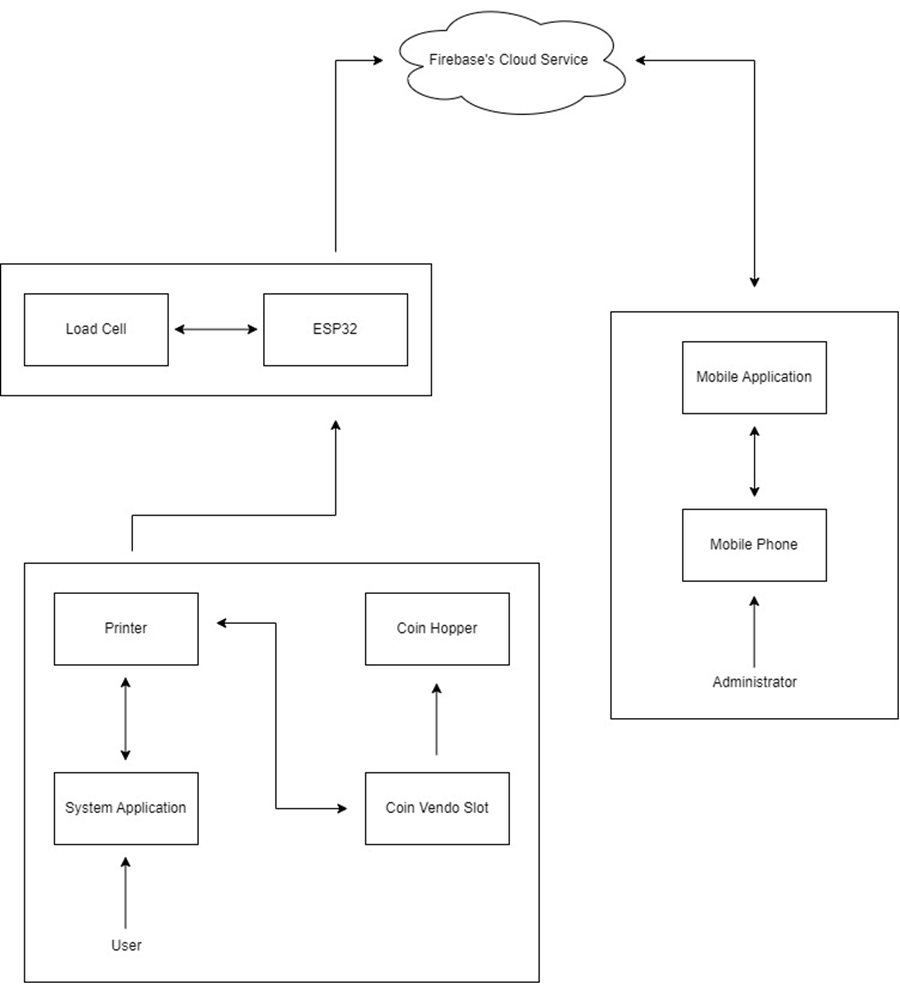 Firebase's Cloud Service
Load Cell
ESP32
Mobile Application
Mobile Phone
Administrator
Printer
Coin Hopper
System Application
Coin Vendo Slot
User